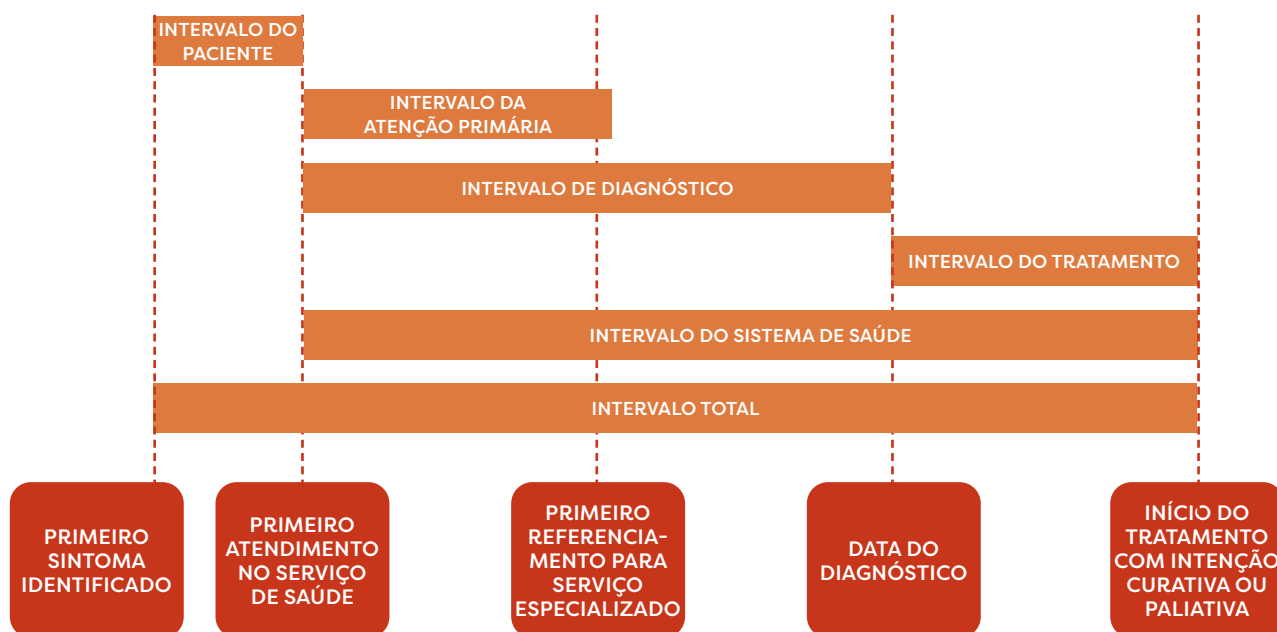 INTERVALO DO
PACIENTE
INTERVALO DA
ATENÇÃO PRIMÁRIA
INTERVALO DE DIAGNÓSTICO
INTERVALO DO TRATAMENTO
INTERVALO DO SISTEMA DE SAÚDE
INTERVALO TOTAL
PRIMEIRO
SINTOMA
IDENTIFICADO
PRIMEIRO
ATENDIMENTO
NO SERVIÇO
DE SAÚDE
PRIMEIRO
REFERENCIA-
MENTO PARA
SERVIÇO
ESPECIALIZADO
DATA DO
DIAGNÓSTICO
INÍCIO DO
TRATAMENTO
COM INTENÇÃO
CURATIVA OU
PALIATIVA